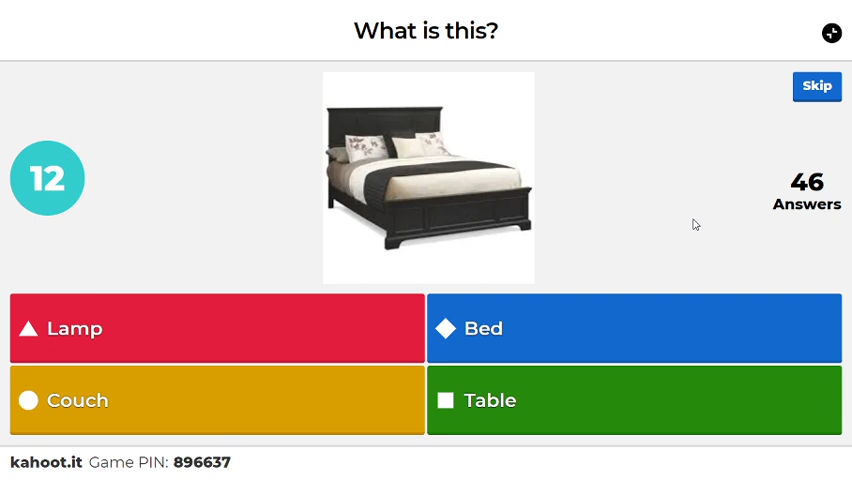 What is this?
Skip
12
46
Answers
Lamp
Bed
Couch
Table
kahoot.it Game PIN: 896637